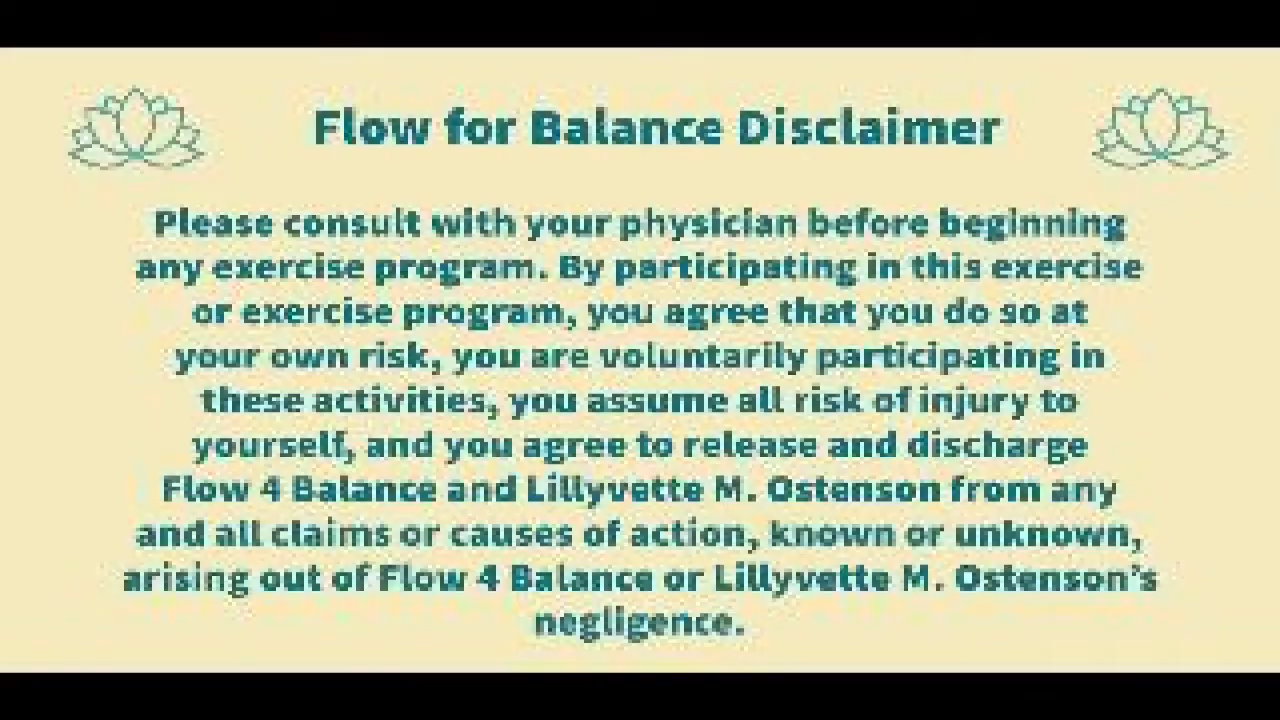 Flow for Balance Disclaimer
Please consult with your physician before beginning
any exercise program. By participating in this exercise
or exercise program, you agree that you do so at
your own risk, you are voluntarily participating in
these activities, you assume all risk of injury to
yourself, and you agree to release and discharge
Flow 4 Balance and Lillyvette M. Ostenson from any
and all claims or causes of action, known or unknown,
arising out of Flow 4 Balance or Lillyvette M. Ostenson's
negligence.